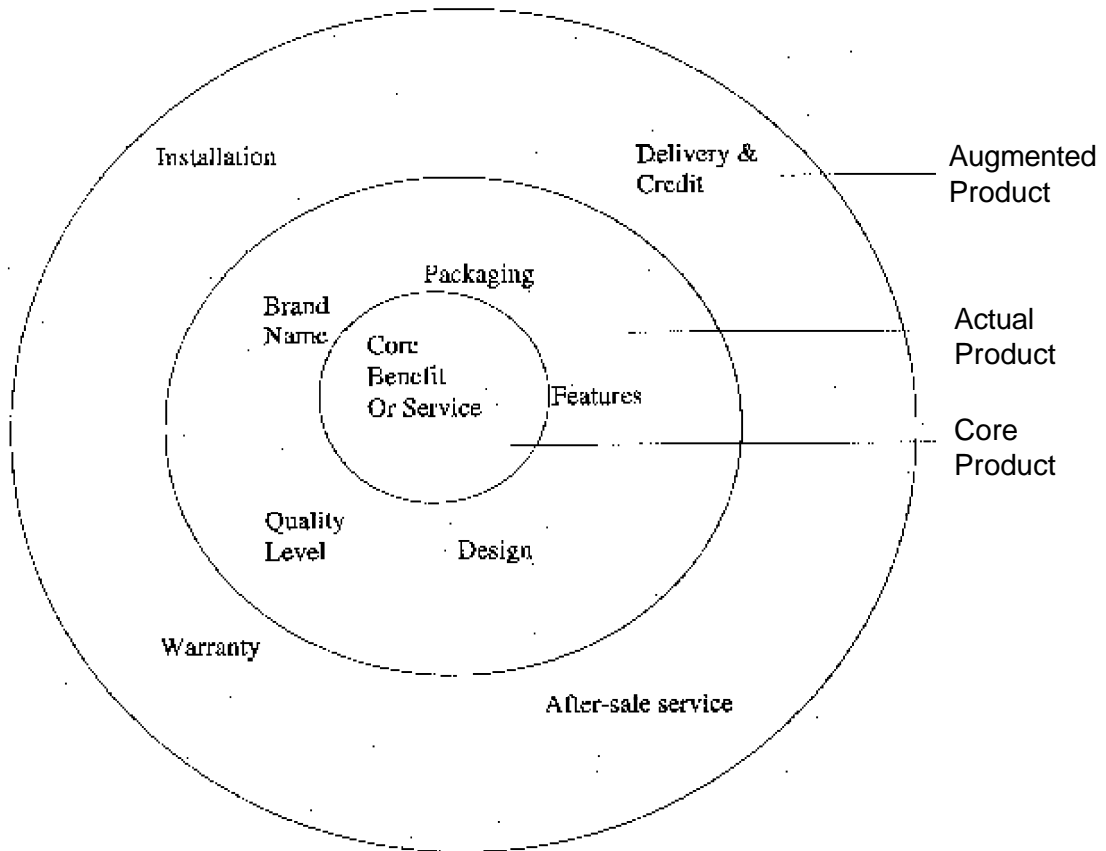 Installation
Delivery &
Credit
Augmented
Product
Packaging
Brand
Name
Actual
Product
Core
Benefit
Or Service
Features
Core
Product
Quality
Level
Design
Warranty
After-sale service